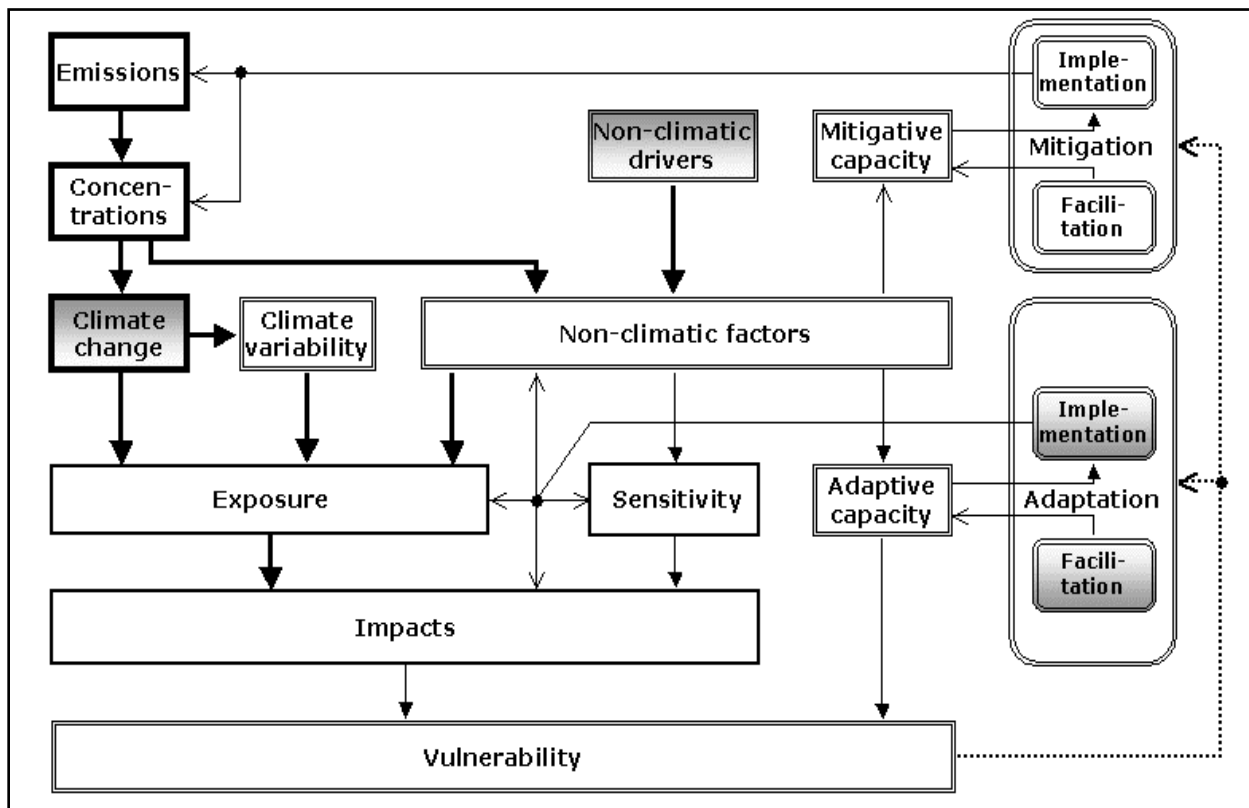 Emissions
Imple-
mentation
Non-climatic
drivers
Mitigative
capacity
Mitigation
Concen-
trations
Facili-
tation
Climate
change
Climate
variability
Non-climatic factors
Imple-
mentation
Exposure
Sensitivity
Adaptive
capacity
Adaptation
Facili-
tation
Impacts
Vulnerability